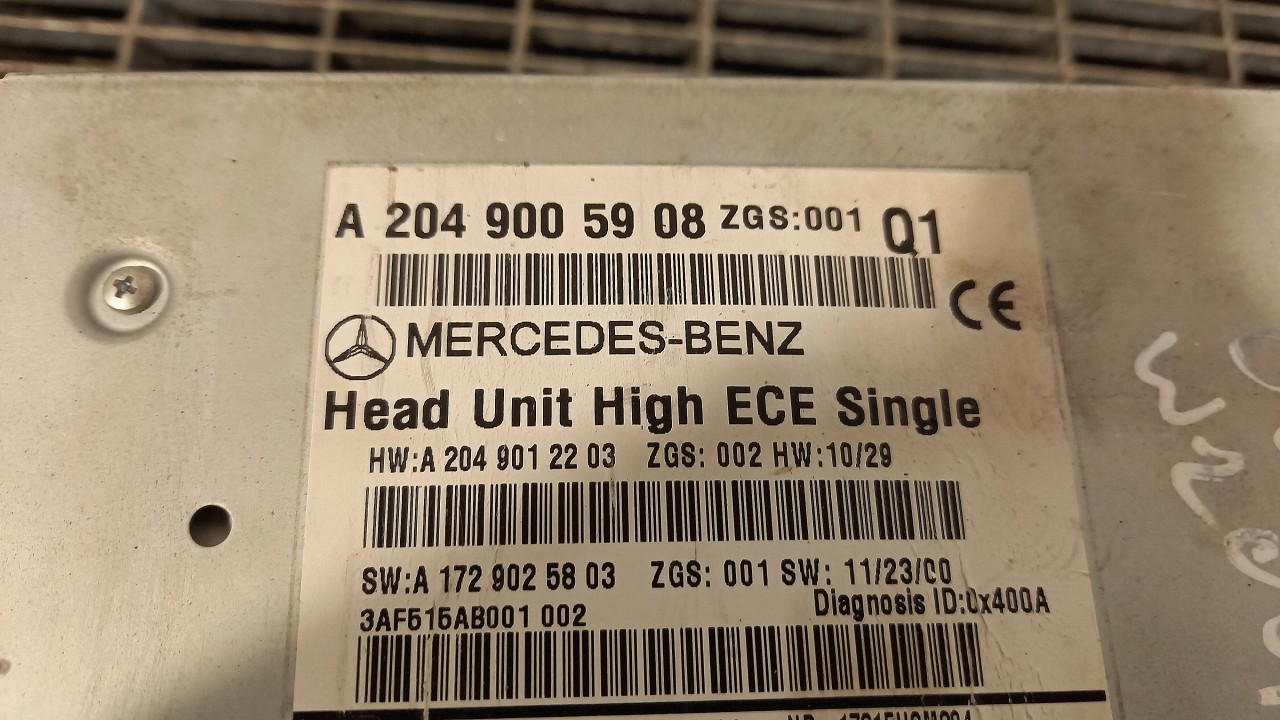 A 204 900 59 08 ZGS:001 Q1
CE
MERCEDES-BENZ
Head Unit High ECE Single
HW:A 204 901 22 03 ZGS: 002 HW:10/29
SW:A 172 902 58 03 ZGS: 001 SW: 11/23/00
Diagnosis ID:0x400A
3AF515AB001 002